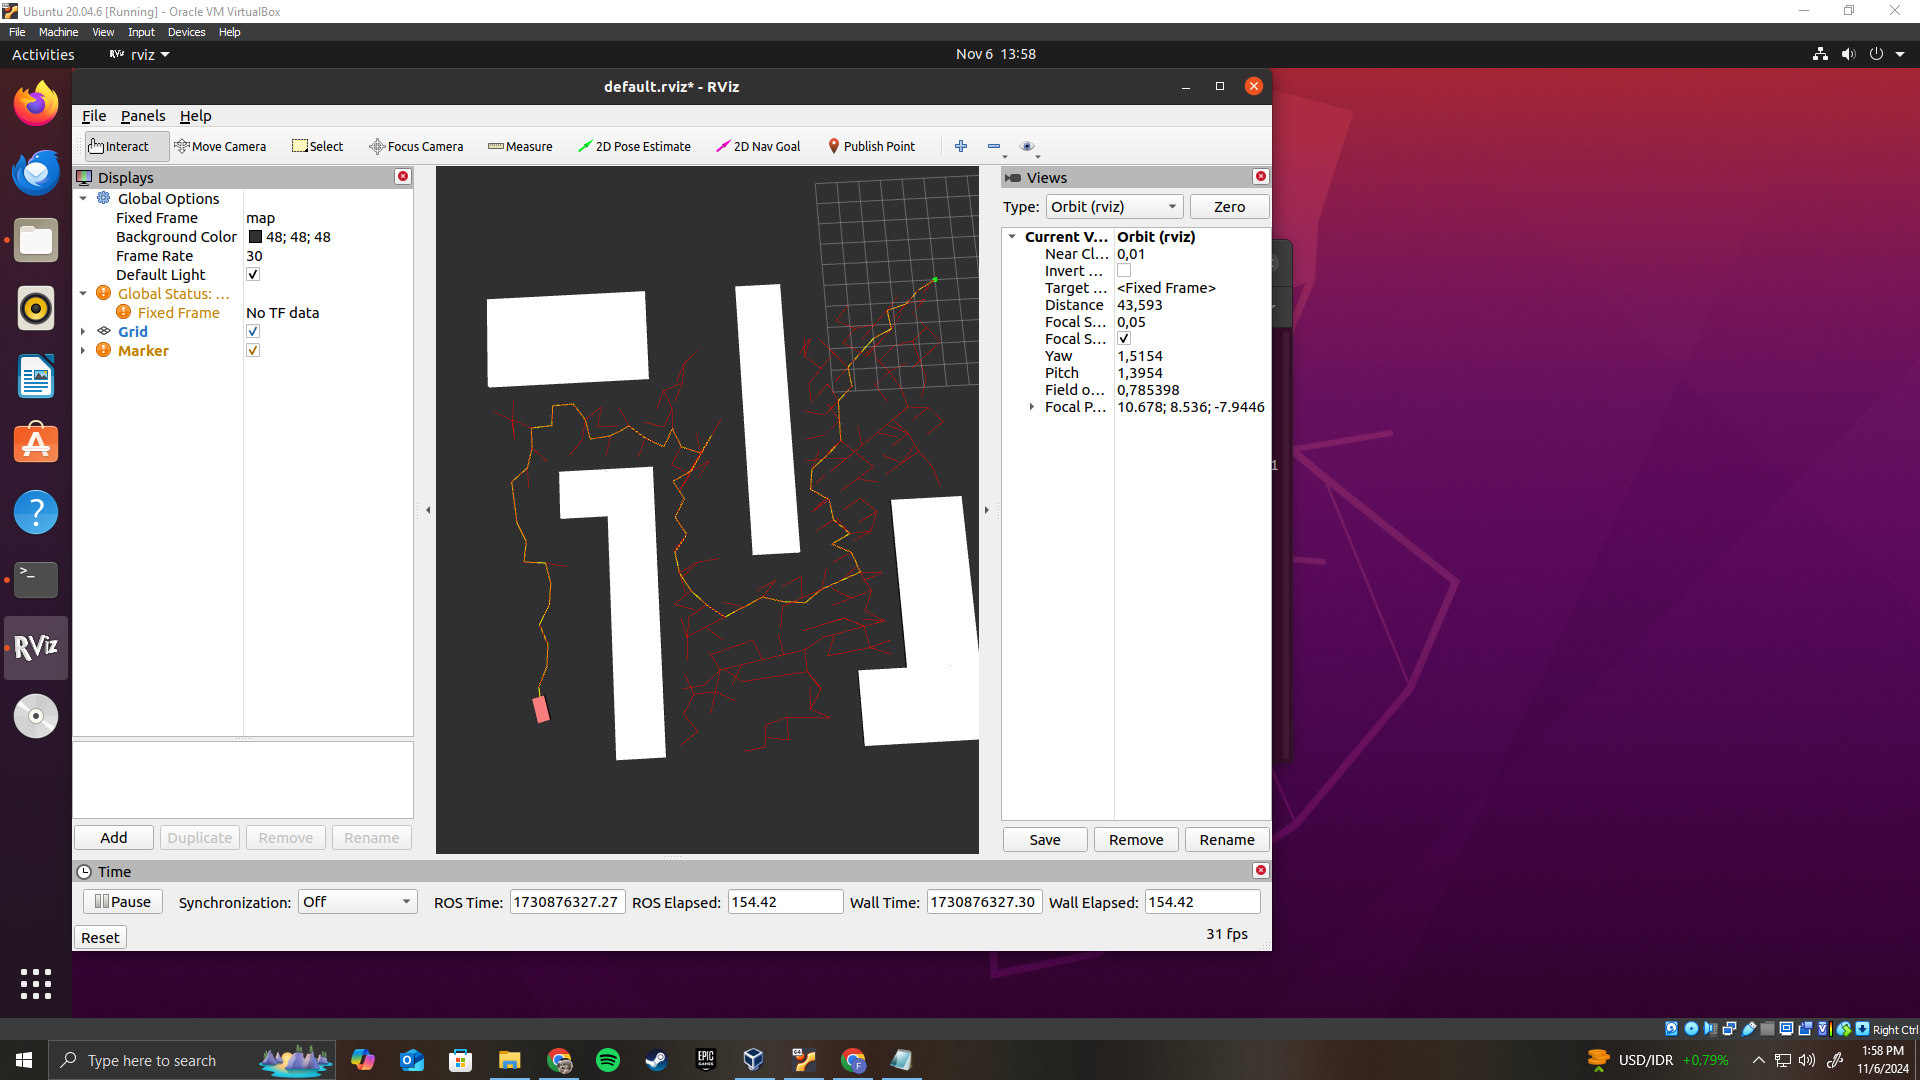 Ubuntu 20.04.6 [Running] - Oracle VM VirtualBox
File Machine View Input Devices Help
Activities RViz rviz Nov 6 13:58
default.rviz* - RViz
File Panels Help
Interact Move Camera Select Focus Camera Measure 2D Pose Estimate 2D Nav Goal Publish Point
Displays
Global Options
Fixed Frame map
Background Color 48; 48; 48
Frame Rate 30
Default Light
Global Status: ...
Fixed Frame No TF data
Grid
Marker
Add Duplicate Remove Rename
Views
Type: Orbit (rviz) Zero
Current V... Orbit (rviz)
Near Cl... 0,01
Invert ...
Target ... <Fixed Frame>
Distance 43,593
Focal S... 0,05
Focal S...
Yaw 1,5154
Pitch 1,3954
Field o... 0,785398
Focal P... 10.678; 8.536; -7.9446
Save Remove Rename
1
RViz
Time
Pause Synchronization: Off ROS Time: 1730876327.27 ROS Elapsed: 154.42 Wall Time: 1730876327.30 Wall Elapsed: 154.42
Reset 31 fps
Right Ctrl
Type here to search
EPIC GAMES
USD/IDR +0,79%
1:58 PM
11/6/2024